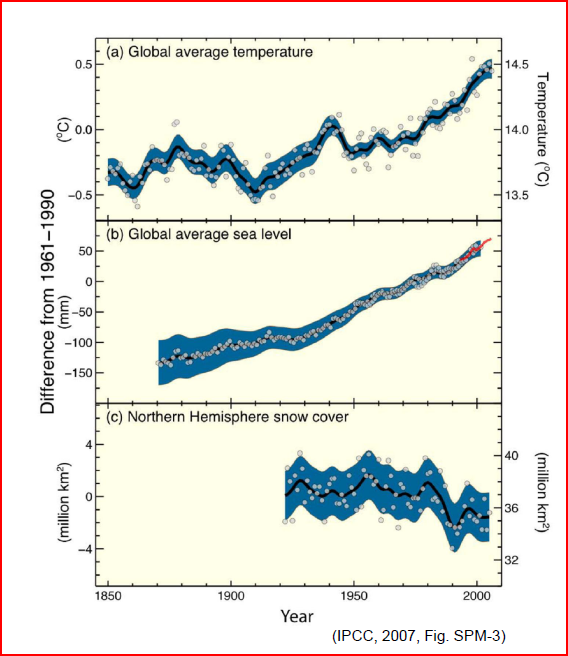 (a) Global average temperature
0.5
0.0
−0.5
(°C)
14.5
14.0
13.5
Temperature (°C)
(b) Global average sea level
50
0
−50
−100
−150
(mm)
Difference from 1961–1990
(c) Northern Hemisphere snow cover
4
0
−4
(million km²)
40
36
32
(million km²)
1850 1900 1950 2000
Year
(IPCC, 2007, Fig. SPM-3)